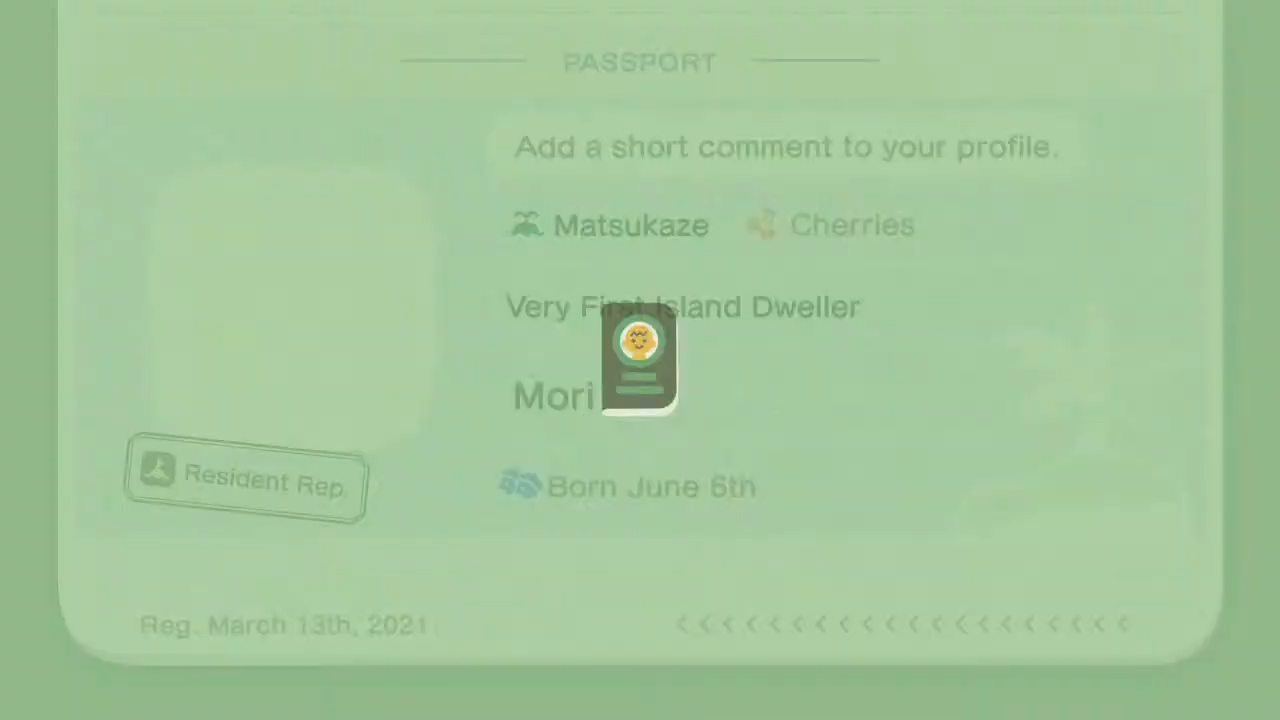 PASSPORT
Add a short comment to your profile.
Matsukaze Cherries
Very First Island Dweller
Mori
Resident Rep.
Born June 6th
Reg. March 13th, 2021